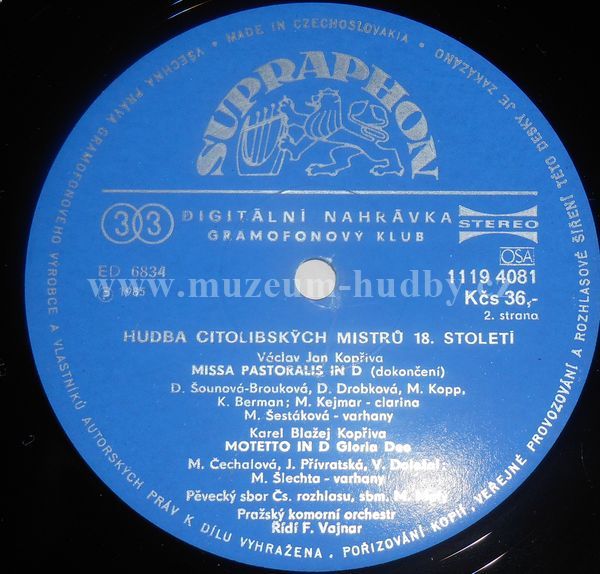 VŠECHNA PRÁVA GRAMOFONOVÉHO VÝROBCE A VLASTNÍKŮ AUTORSKÝCH PRÁV K DÍLU VYHRAŽENA. POŘIZOVÁNÍ KOPIÍ, VEŘEJNÉ PROVOZOVÁNÍ A ROZHLASOVÉ ŠÍŘENÍ TÉTO DESKY JE ZAKÁZÁNO
• MADE IN CZECHOSLOVAKIA •
SUPRAPHON
33 DIGITÁLNÍ NAHRÁVKA STEREO
GRAMOFONOVÝ KLUB
OSA
ED 6834 1119 4081
Ⓟ 1985 Kčs 36,-
www.muzeum-hudby.cz
2. strana
HUDBA CITOLIBSKÝCH MISTRŮ 18. STOLETÍ
Václav Jan Kopřiva
MISSA PASTORALIS IN D (dokončení)
D. Šounová-Brouková, D. Drobková, M. Kopp,
K. Berman; M. Kejmar - clarina
M. Šestáková - varhany
Karel Blažej Kopřiva
MOTETTO IN D Gloria Deo
M. Čechalová, J. Přívratská, V. Doležal;
M. Šlechta - varhany
Pěvecký sbor Čs. rozhlasu, sbm. M.
Pražský komorní orchestr
Řídí F. Vajnar